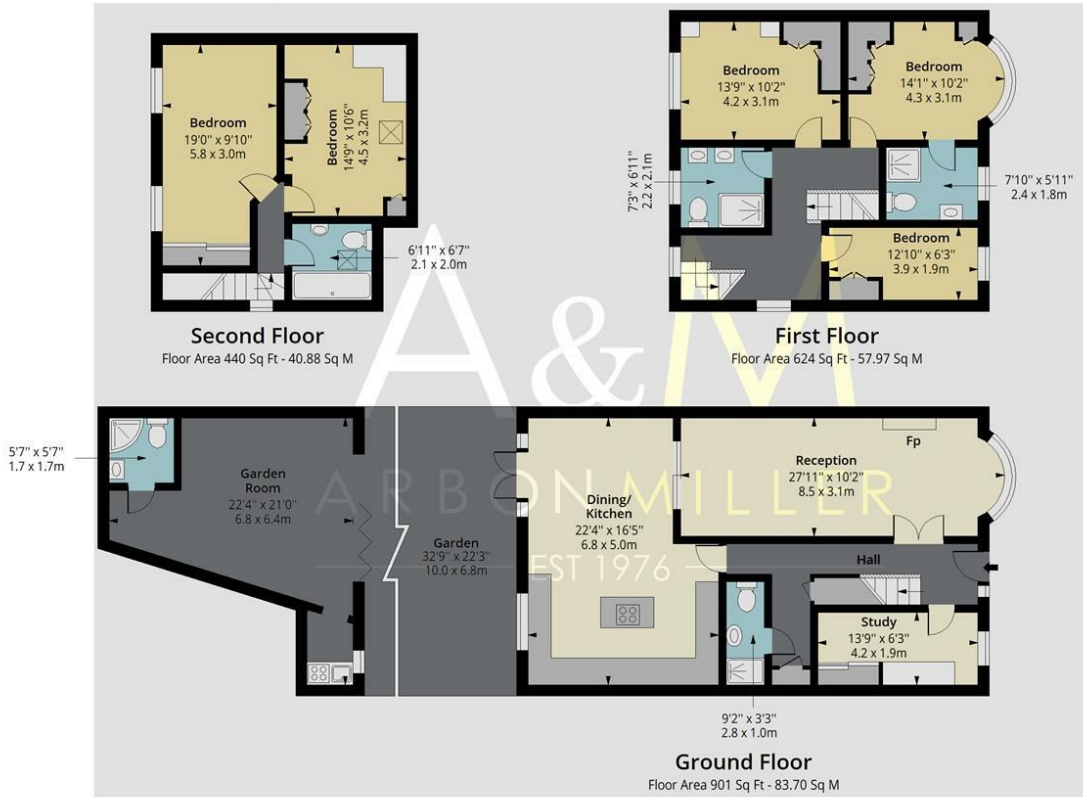 Bedroom
19'0" x 9'10"
5.8 x 3.0m
Bedroom
14'9" x 10'6"
4.5 x 3.2m
6'11" x 6'7"
2.1 x 2.0m
Second Floor
Floor Area 440 Sq Ft - 40.88 Sq M
Bedroom
13'9" x 10'2"
4.2 x 3.1m
Bedroom
14'1" x 10'2"
4.3 x 3.1m
7'3" x 6'11"
2.2 x 2.1m
7'10" x 5'11"
2.4 x 1.8m
Bedroom
12'10" x 6'3"
3.9 x 1.9m
First Floor
Floor Area 624 Sq Ft - 57.97 Sq M
A&M
ARBON MILLER
EST 1976
5'7" x 5'7"
1.7 x 1.7m
Garden
Room
22'4" x 21'0"
6.8 x 6.4m
Garden
32'9" x 22'3"
10.0 x 6.8m
Dining/
Kitchen
22'4" x 16'5"
6.8 x 5.0m
Fp
Reception
27'11" x 10'2"
8.5 x 3.1m
Hall
Study
13'9" x 6'3"
4.2 x 1.9m
9'2" x 3'3"
2.8 x 1.0m
Ground Floor
Floor Area 901 Sq Ft - 83.70 Sq M